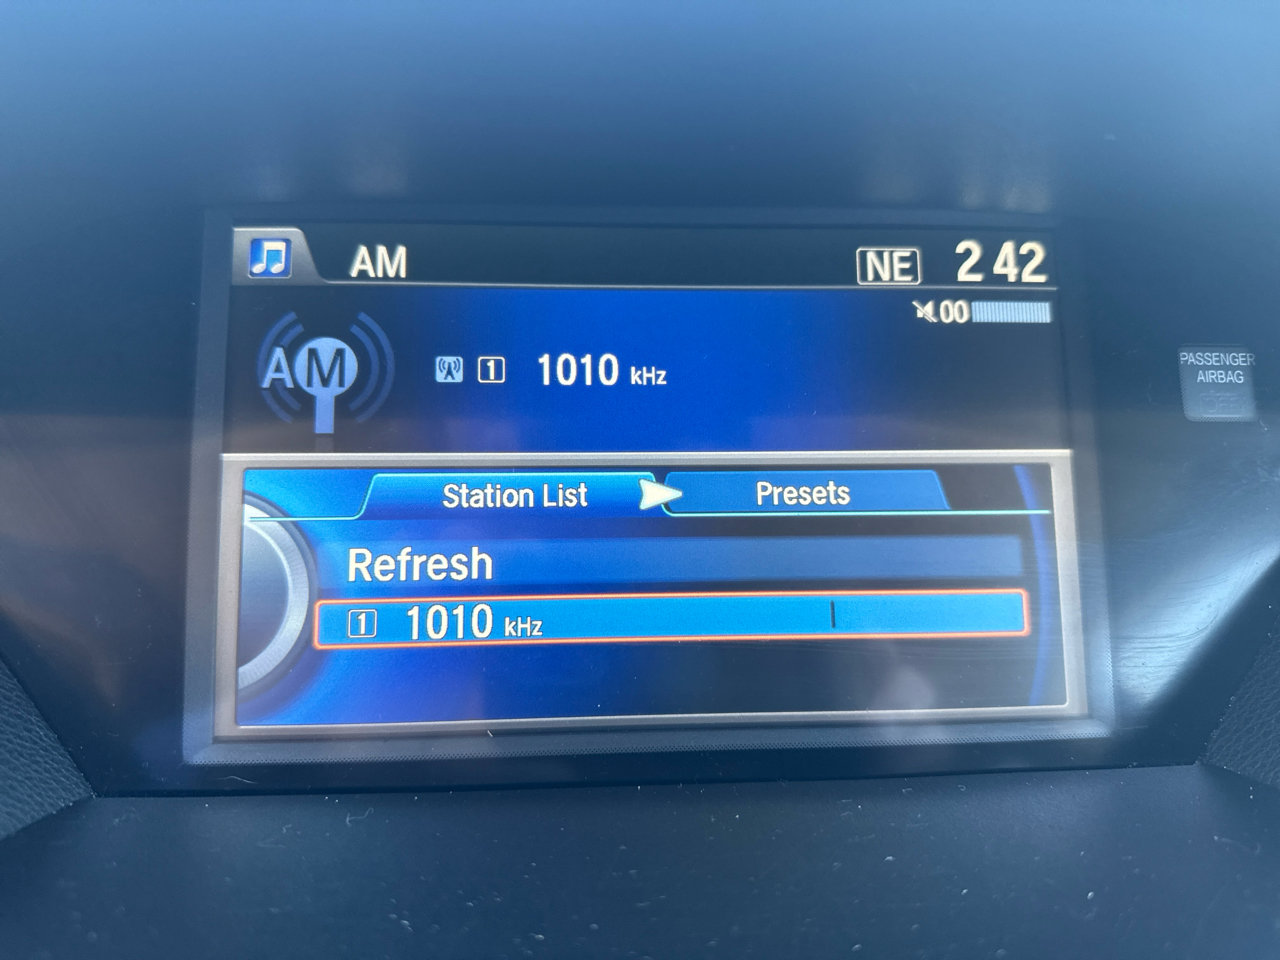 AM
NE
2 42
00
AM
1 1010 kHz
Station List
Presets
Refresh
1 1010 kHz
PASSENGER
AIRBAG